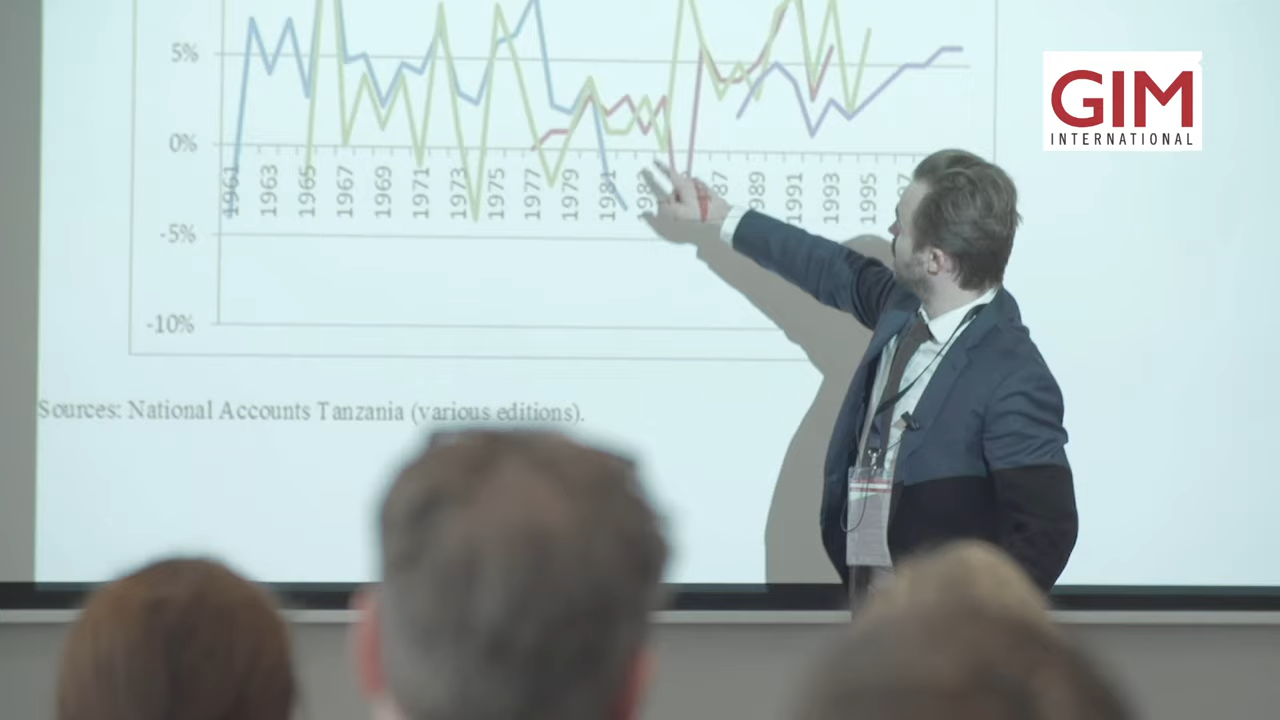 5%
GIM
INTERNATIONAL
0%
1961 1963 1965 1967 1969 1971 1973 1975 1977 1979 1981
1991 1993 1995
-5%
-10%
Sources: National Accounts Tanzania (various editions).